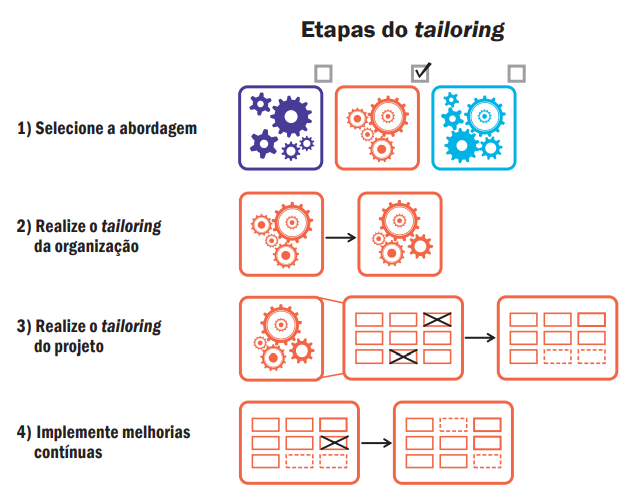 Etapas do tailoring
1) Selecione a abordagem
2) Realize o tailoring
da organização
3) Realize o tailoring
do projeto
4) Implemente melhorias
contínuas